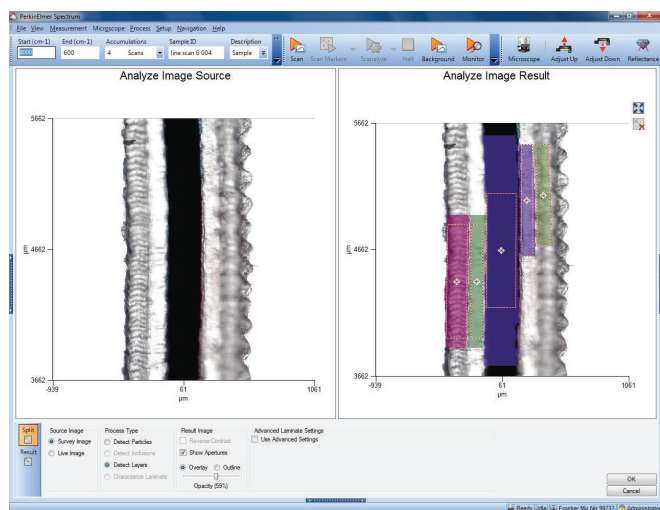 PerkinElmer Spectrum
File View Measurement Microscope Process Setup Navigation Help
Start (cm-1) End (cm-1) Accumulations Sample ID Description
600 4 Scans line scan 6 004 Sample
Scan Scan Markers Scanalyze Halt Background Monitor Microscope Adjust Up Adjust Down Reflectance
Analyze Image Source
Analyze Image Result
5662
4662
µm
3662
-939 61 1061
µm
5662
4662
µm
3662
-939 61 1061
µm
Split
Result
Source Image
Survey Image
Live Image
Process Type
Detect Particles
Detect Inclusions
Detect Layers
Characterize Laminate
Result Image
Reverse Contrast
Show Apertures
Overlay Outline
Opacity (59%)
Advanced Laminate Settings
Use Advanced Settings
OK
Cancel
Ready Idle Frontier Mir Nir 99737 Administrator